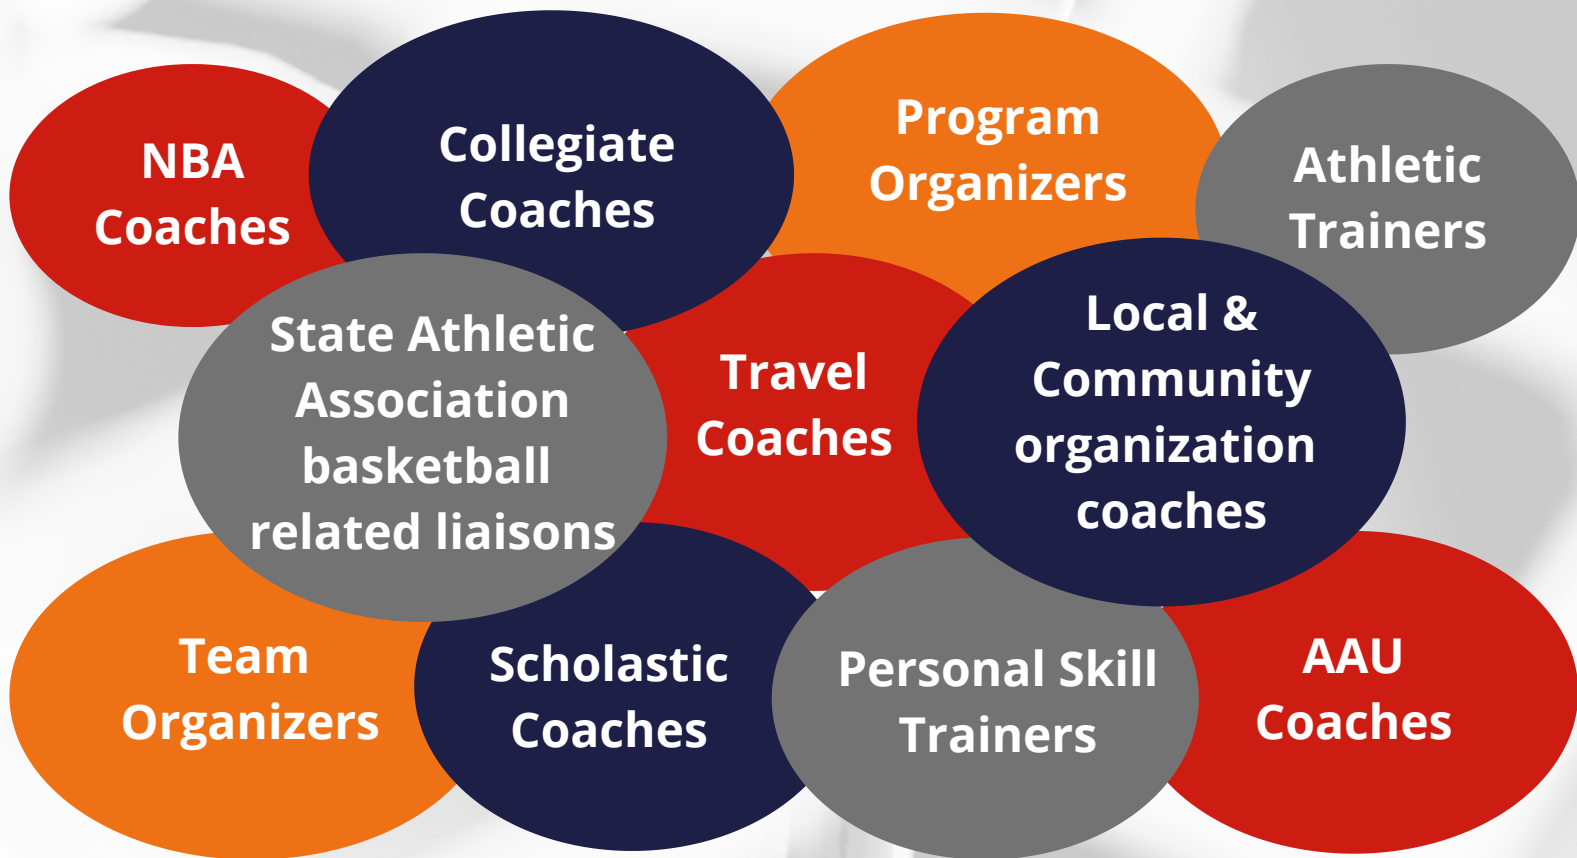 NBA
Coaches
Collegiate
Coaches
Program
Organizers
Athletic
Trainers
State Athletic
Association
basketball
related liaisons
Travel
Coaches
Local &
Community
organization
coaches
Team
Organizers
Scholastic
Coaches
Personal Skill
Trainers
AAU
Coaches